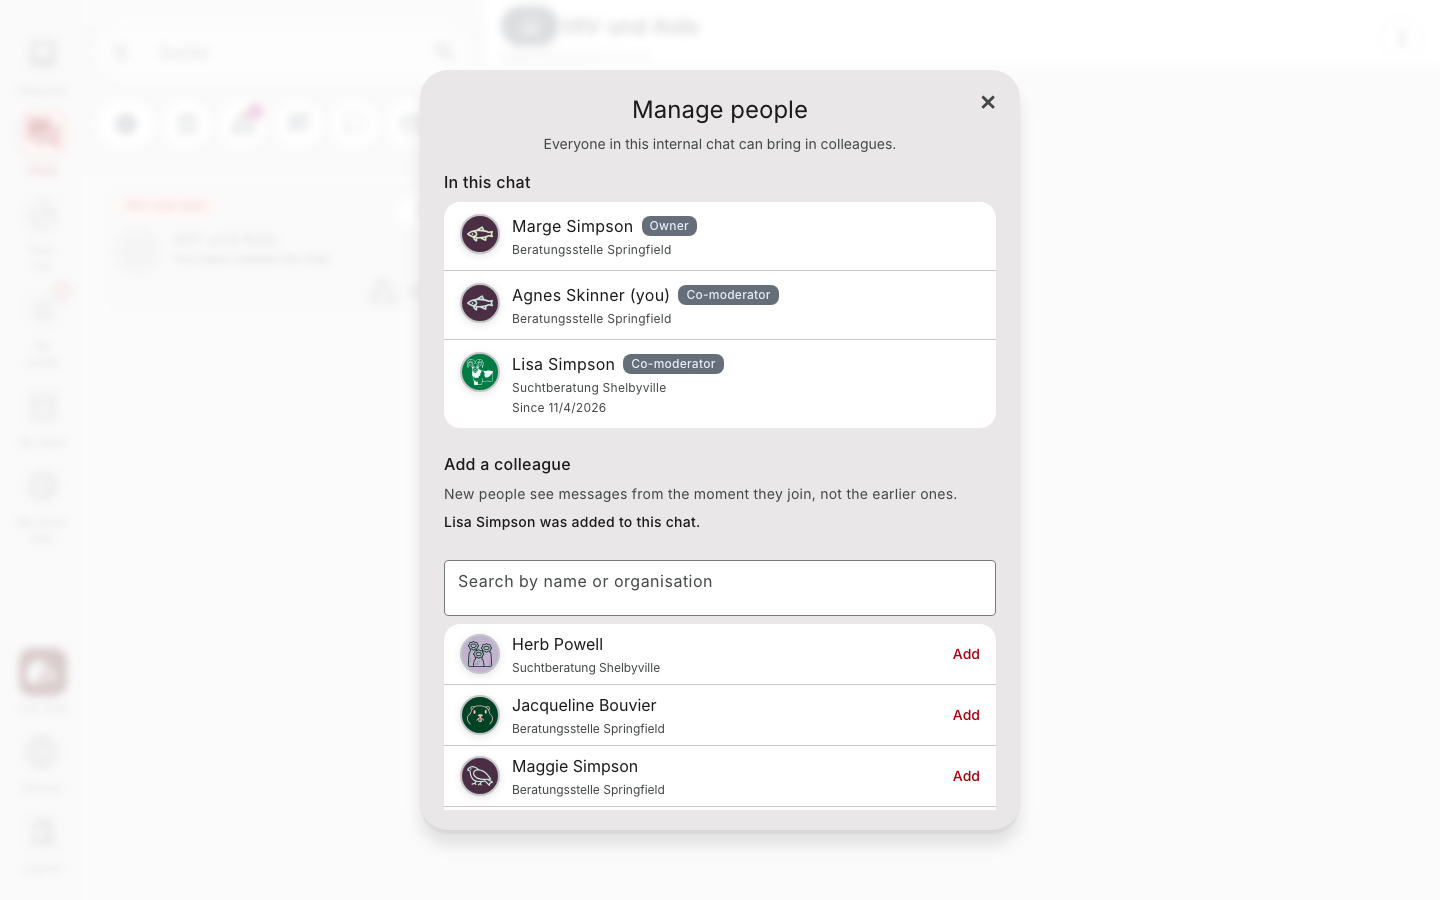 HIV und Aids
Manage people
Everyone in this internal chat can bring in colleagues.
In this chat
Marge Simpson Owner
Beratungsstelle Springfield
Agnes Skinner (you) Co-moderator
Beratungsstelle Springfield
Lisa Simpson Co-moderator
Suchtberatung Shelbyville
Since 11/4/2026
Add a colleague
New people see messages from the moment they join, not the earlier ones.
Lisa Simpson was added to this chat.
Search by name or organisation
Herb Powell
Suchtberatung Shelbyville
Add
Jacqueline Bouvier
Beratungsstelle Springfield
Add
Maggie Simpson
Beratungsstelle Springfield
Add